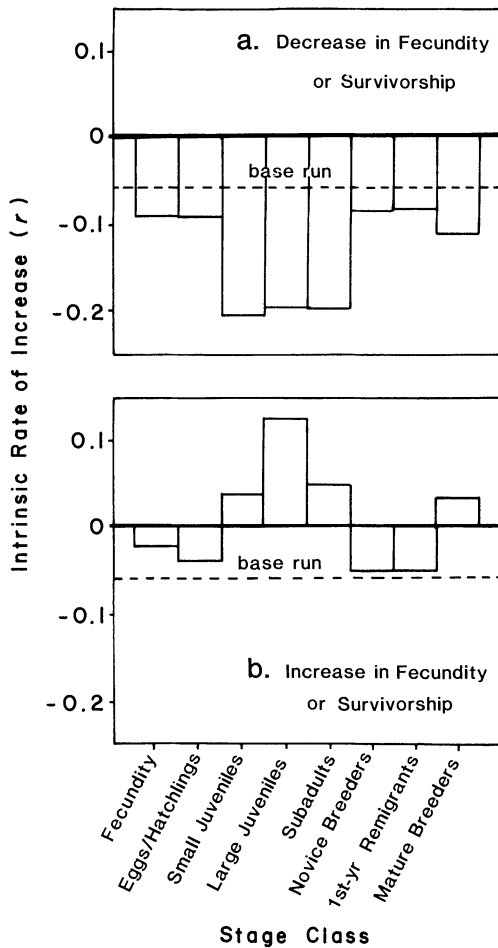 a. Decrease in Fecundity
or Survivorship
0.1
0
base run
-0.1
-0.2
Intrinsic Rate of Increase (r)
0.1
0
base run
-0.1
b. Increase in Fecundity
or Survivorship
-0.2
Fecundity
Eggs/Hatchlings
Small Juveniles
Large Juveniles
Subadults
Novice Breeders
1st-yr Remigrants
Mature Breeders
Stage Class